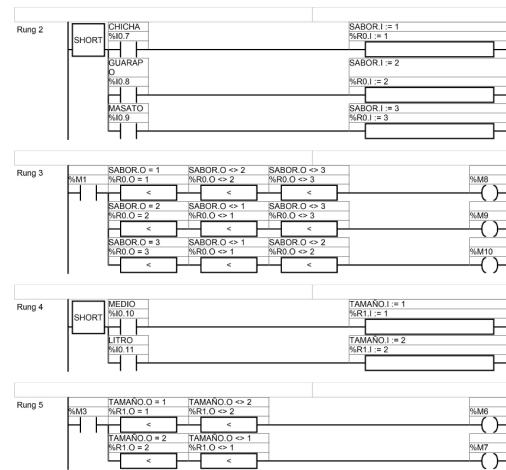 Rung 2
SHORT
CHICHA
%I0.7
SABOR.I := 1
%R0.I := 1
GUARAP
O
%I0.8
SABOR.I := 2
%R0.I := 2
MASATO
%I0.9
SABOR.I := 3
%R0.I := 3
Rung 3
%M1
SABOR.O = 1 SABOR.O <> 2 SABOR.O <> 3
%R0.O = 1 %R0.O <> 2 %R0.O <> 3
%M8
< < <
SABOR.O = 2 SABOR.O <> 1 SABOR.O <> 3
%R0.O = 2 %R0.O <> 1 %R0.O <> 3
%M9
< < <
SABOR.O = 3 SABOR.O <> 1 SABOR.O <> 2
%R0.O = 3 %R0.O <> 1 %R0.O <> 2
%M10
< < <
Rung 4
SHORT
MEDIO
%I0.10
TAMAÑO.I := 1
%R1.I := 1
LITRO
%I0.11
TAMAÑO.I := 2
%R1.I := 2
Rung 5
%M3
TAMAÑO.O = 1 TAMAÑO.O <> 2
%R1.O = 1 %R1.O <> 2
%M6
< <
TAMAÑO.O = 2 TAMAÑO.O <> 1
%R1.O = 2 %R1.O <> 1
%M7
< <